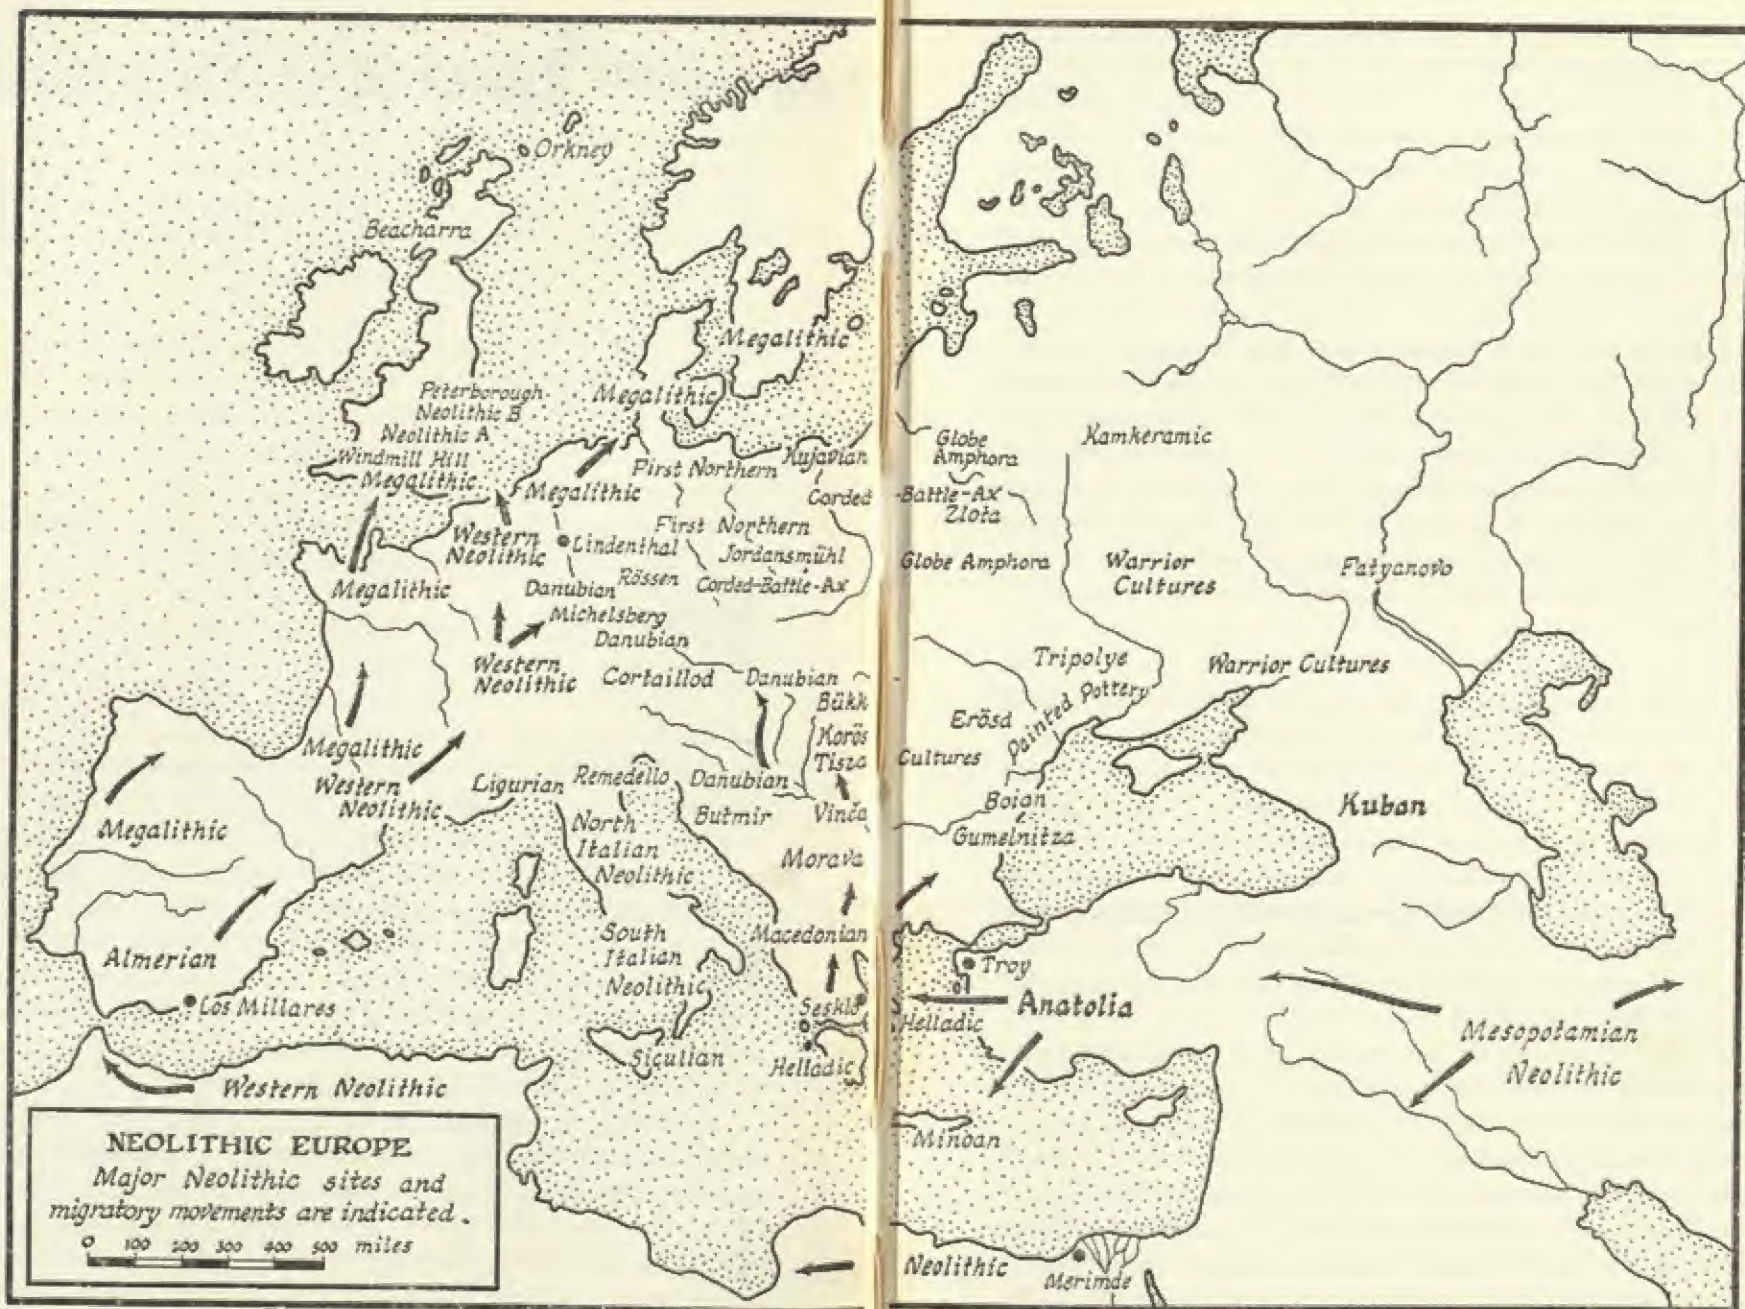 Orkney
Beacharra
Megalithic
Peterborough
Neolithic B
Neolithic A
Windmill Hill
Megalithic
Megalithic
Megalithic
First Northern
Kujavian
Corded
First Northern
Western
Neolithic
Lindenthal
Jordansmühl
Rössen
Corded-Battle-Ax
Danubian
Megalithic
Michelsberg
Danubian
Western
Neolithic
Cortaillod
Danubian
Bükk
Korös
Tisza
Megalithic
Western
Neolithic
Ligurian
Remedello
Danubian
Butmir
Vinča
Megalithic
North
Italian
Neolithic
Morava
Almerian
South
Italian
Neolithic
Macedonian
Los Millares
Sesklo
Siculian
Helladic
Western Neolithic
NEOLITHIC EUROPE
Major Neolithic sites and
migratory movements are indicated.
0 100 200 300 400 500 miles
Globe
Amphora
Kamkeramic
-Battle-Ax
Zlota
Globe Amphora
Warrior
Cultures
Fatyanovo
Tripolye
Warrior Cultures
Painted Pottery
Erösd
Cultures
Boian
Gumelnitza
Kuban
Troy
Anatolia
Helladic
Mesopotamian
Neolithic
Minoan
Neolithic
Merimde